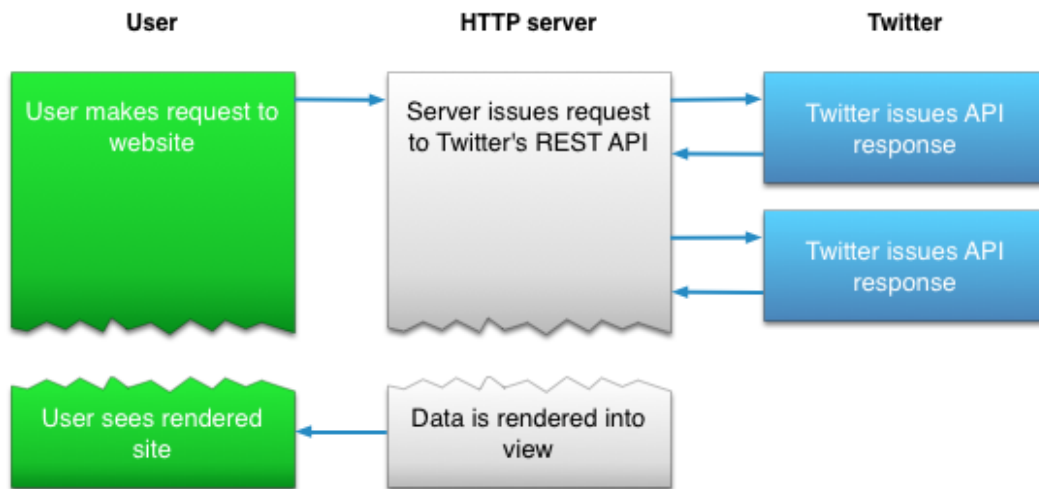 User
HTTP server
Twitter
User makes request to
website
Server issues request
to Twitter's REST API
Twitter issues API
response
Twitter issues API
response
User sees rendered
site
Data is rendered into
view